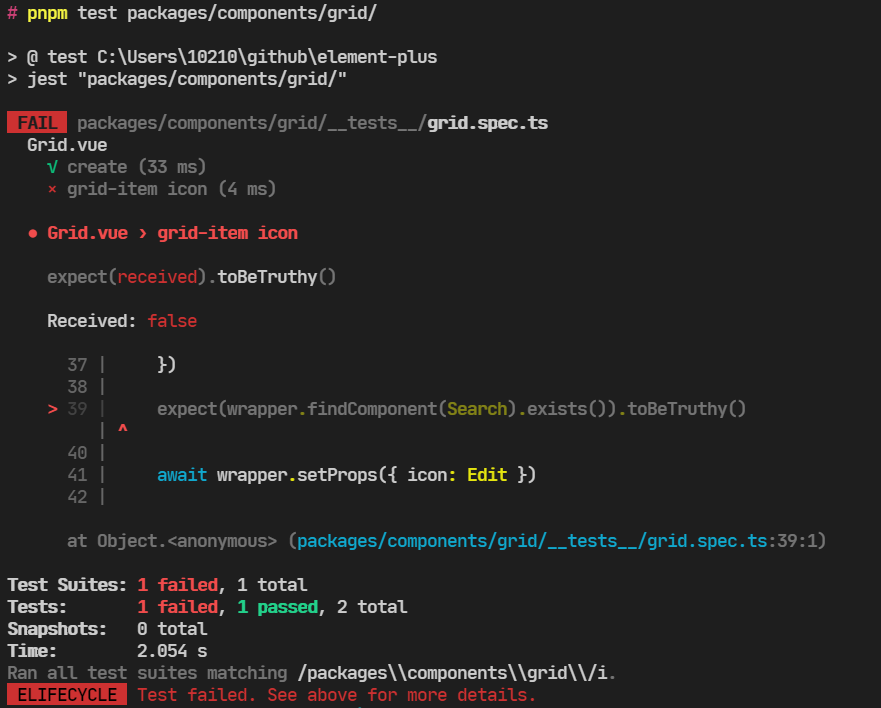 # pnpm test packages/components/grid/
> @ test C:\Users\10210\github\element-plus
> jest "packages/components/grid/"
FAIL packages/components/grid/__tests__/grid.spec.ts
Grid.vue
√ create (33 ms)
× grid-item icon (4 ms)
● Grid.vue › grid-item icon
expect(received).toBeTruthy()
Received: false
37 |     })
38 |
> 39 |     expect(wrapper.findComponent(Search).exists()).toBeTruthy()
| ^
40 |
41 |     await wrapper.setProps({ icon: Edit })
42 |
at Object.<anonymous> (packages/components/grid/__tests__/grid.spec.ts:39:1)
Test Suites: 1 failed, 1 total
Tests:       1 failed, 1 passed, 2 total
Snapshots:   0 total
Time:        2.054 s
Ran all test suites matching /packages\\components\\grid\\/i.
ELIFECYCLE  Test failed. See above for more details.